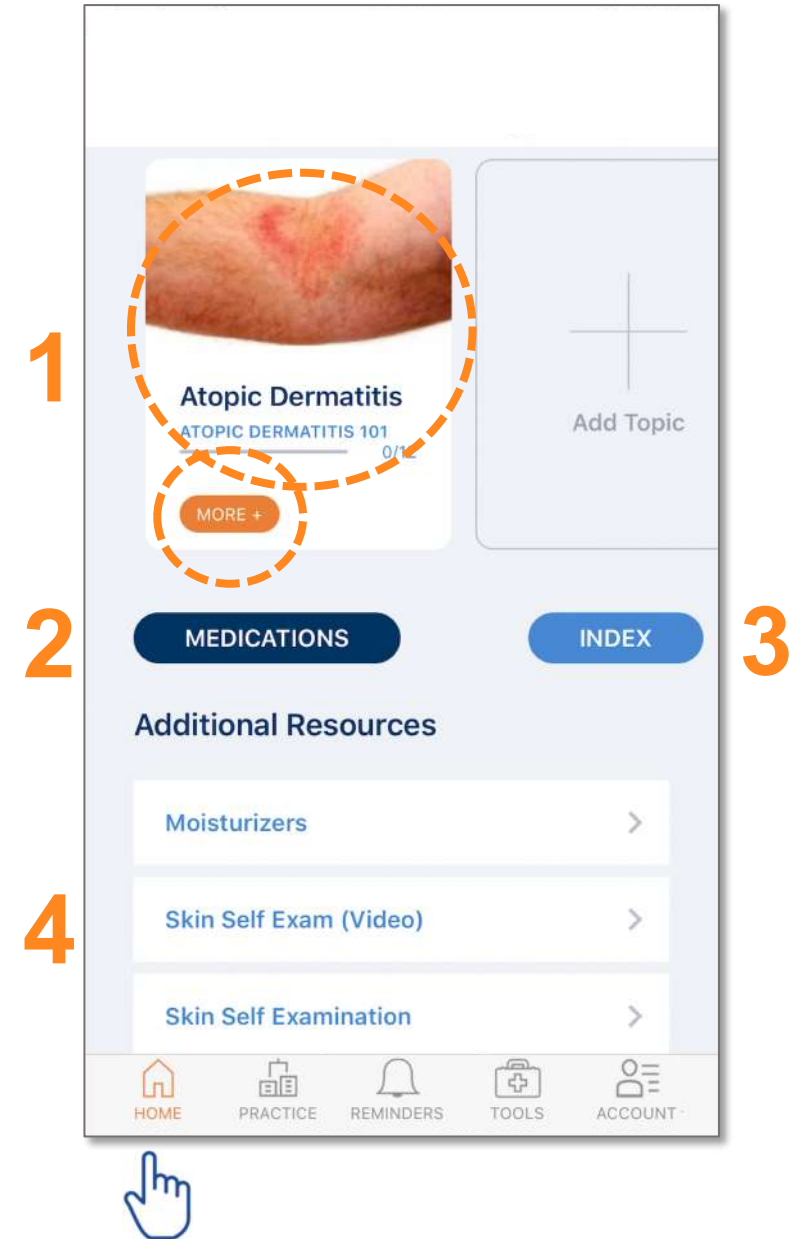 1
Atopic Dermatitis
ATOPIC DERMATITIS 101
0/12
MORE +
Add Topic
2
MEDICATIONS
INDEX
3
Additional Resources
Moisturizers
4
Skin Self Exam (Video)
Skin Self Examination
HOME PRACTICE REMINDERS TOOLS ACCOUNT